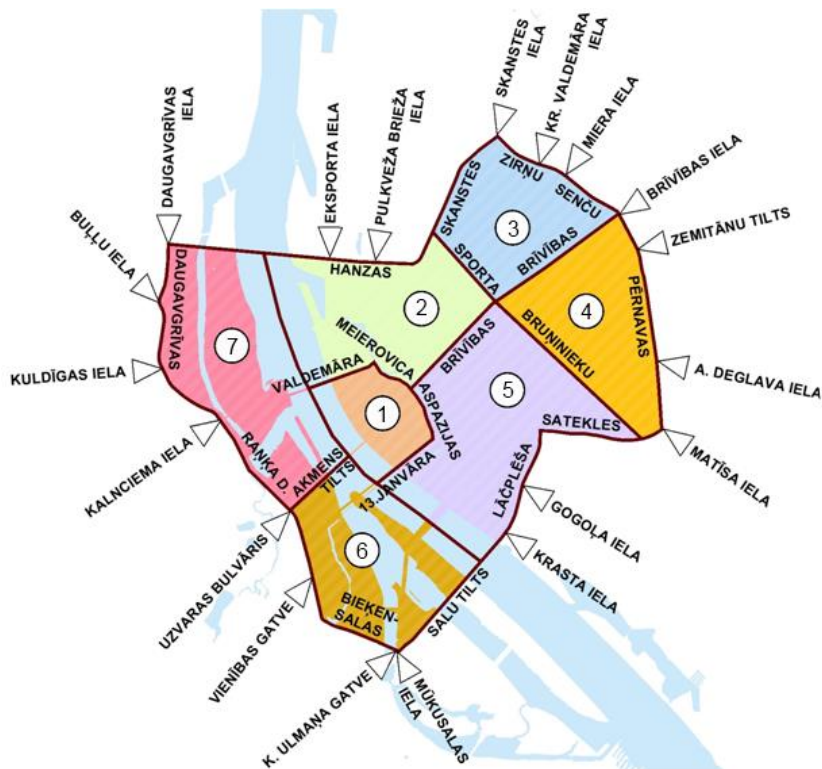 SKANSTES
IELA
KR. VALDEMĀRA
IELA
MIERA IELA
BRĪVĪBAS IELA
ZEMITĀNU TILTS
DAUGAVGRĪVAS
IELA
EKSPORTA IELA
PULKVEŽA BRIEŽA
IELA
BUĻĻU IELA
KULDĪGAS IELA
KALNCIEMA IELA
UZVARAS BULVĀRIS
VIENĪBAS GATVE
K. ULMAŅA GATVE
MŪKUSALAS
IELA
KRASTA IELA
GOGOĻA IELA
MATĪSA IELA
A. DEGLAVA IELA
SKANSTES
ZIRŅU
SENČU
3
SPORTA
BRĪVĪBAS
4
PĒRNAVAS
BRUŅINIEKU
HANZAS
2
MEIEROVICA
BRĪVĪBAS
DAUGAVGRĪVAS
7
VALDEMĀRA
1
ASPAZIJAS
5
SATEKLES
LĀČPLĒŠA
RAŅĶA D.
AKMENS
TILTS
13.JANVĀRA
6
BIEĶEN-
SALAS
SALU TILTS